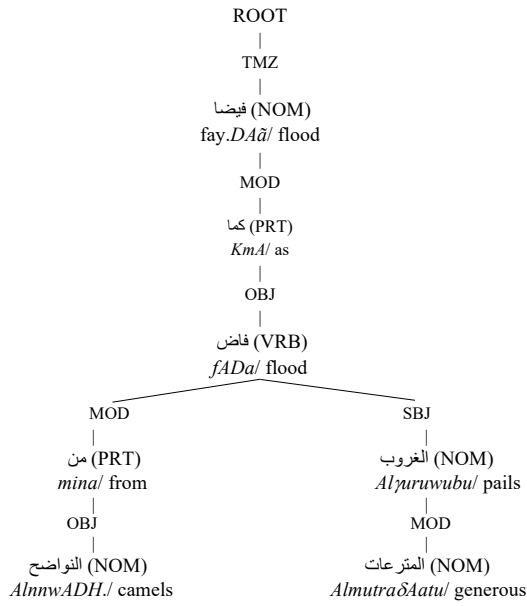 ROOT
TMZ
فيضا (NOM)
fay.DAã/ flood
MOD
كما (PRT)
KmA/ as
OBJ
فاض (VRB)
fADa/ flood
MOD SBJ
من (PRT) الغروب (NOM)
mina/ from Alγuruwubu/ pails
OBJ MOD
النواضح (NOM) المترعات (NOM)
AlnnwADH./ camels AlmutraδAatu/ generous